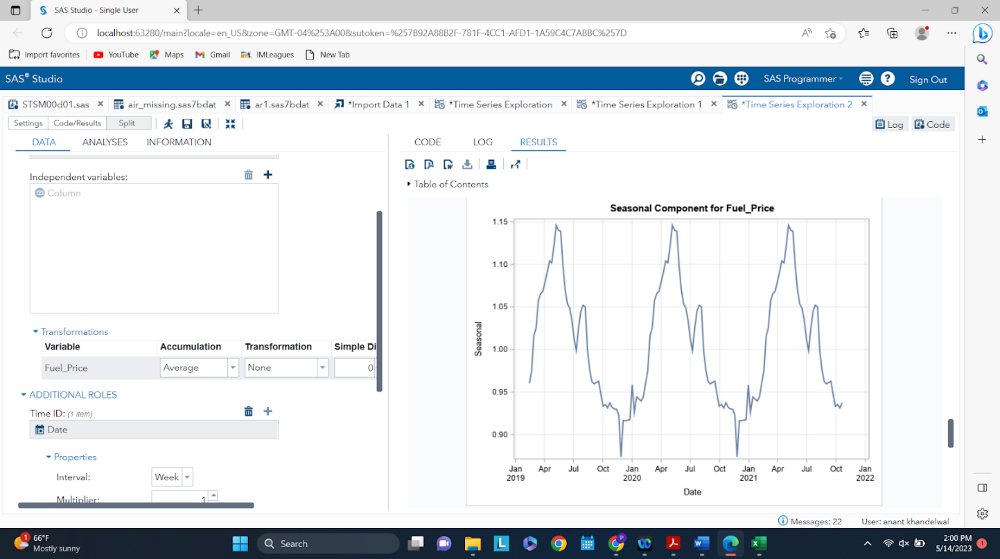 SAS Studio - Single User
localhost:63280/main?locale=en_US&zone=GMT-04%253A00&sutoken=%257B92A88B2F-781F-4CC1-AFD1-1A59C4C7ABBC%257D
Import favorites YouTube Maps Gmail IMLeagues New Tab
SAS® Studio SAS Programmer Sign Out
STSM00d01.sas air_missing.sas7bdat ar1.sas7bdat *Import Data 1 *Time Series Exploration *Time Series Exploration 1 *Time Series Exploration 2
Settings Code/Results Split Log Code
DATA ANALYSES INFORMATION CODE LOG RESULTS
Independent variables:
123 Column
Transformations
Variable Accumulation Transformation Simple Di
Fuel_Price Average None 0
ADDITIONAL ROLES
Time ID: (1 item)
Date
Properties
Interval: Week
Multiplier: 1
Table of Contents
Seasonal Component for Fuel_Price
1.15
1.10
1.05
1.00
0.95
0.90
Seasonal
Jan Apr Jul Oct Jan Apr Jul Oct Jan Apr Jul Oct Jan
2019 2020 2021 2022
Date
Messages: 22 User: anant khandelwal
1 66°F
Mostly sunny
Search
2:00 PM
5/14/2023
1